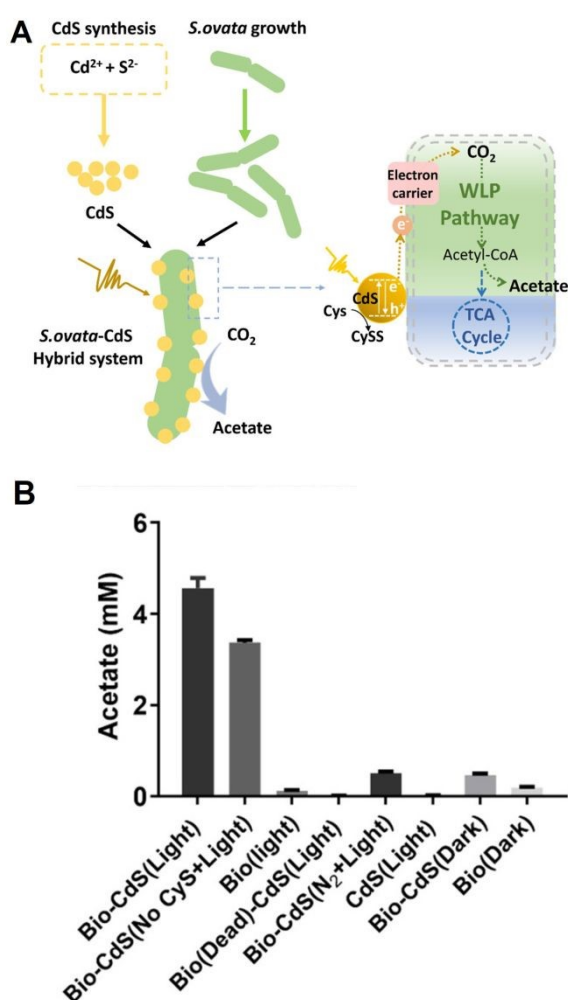 A
CdS synthesis
Cd²⁺ + S²⁻
CdS
S.ovata growth
S.ovata-CdS
Hybrid system
CO₂
Acetate
Electron
carrier
e⁻
CdS
e⁻
h⁺
Cys
CySS
CO₂
WLP
Pathway
Acetyl-CoA
Acetate
TCA
Cycle
B
Acetate (mM)
6
4
2
0
Bio-CdS(Light)
Bio-CdS(No CyS+Light)
Bio(light)
Bio(Dead)-CdS(Light)
Bio-CdS(N₂+Light)
CdS(Light)
Bio-CdS(Dark)
Bio(Dark)